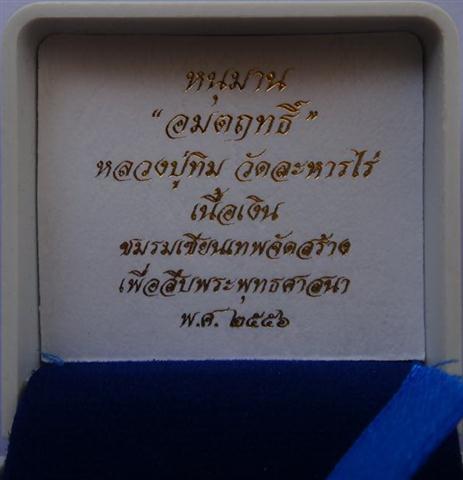 หนุมาน
“อมตฤทธิ์”
หลวงปู่ทิม วัดละหารไร่
เนื้อเงิน
ชมรมเซียนเทพจัดสร้าง
เพื่อสืบพระพุทธศาสนา
พ.ศ. ๒๕๕๖